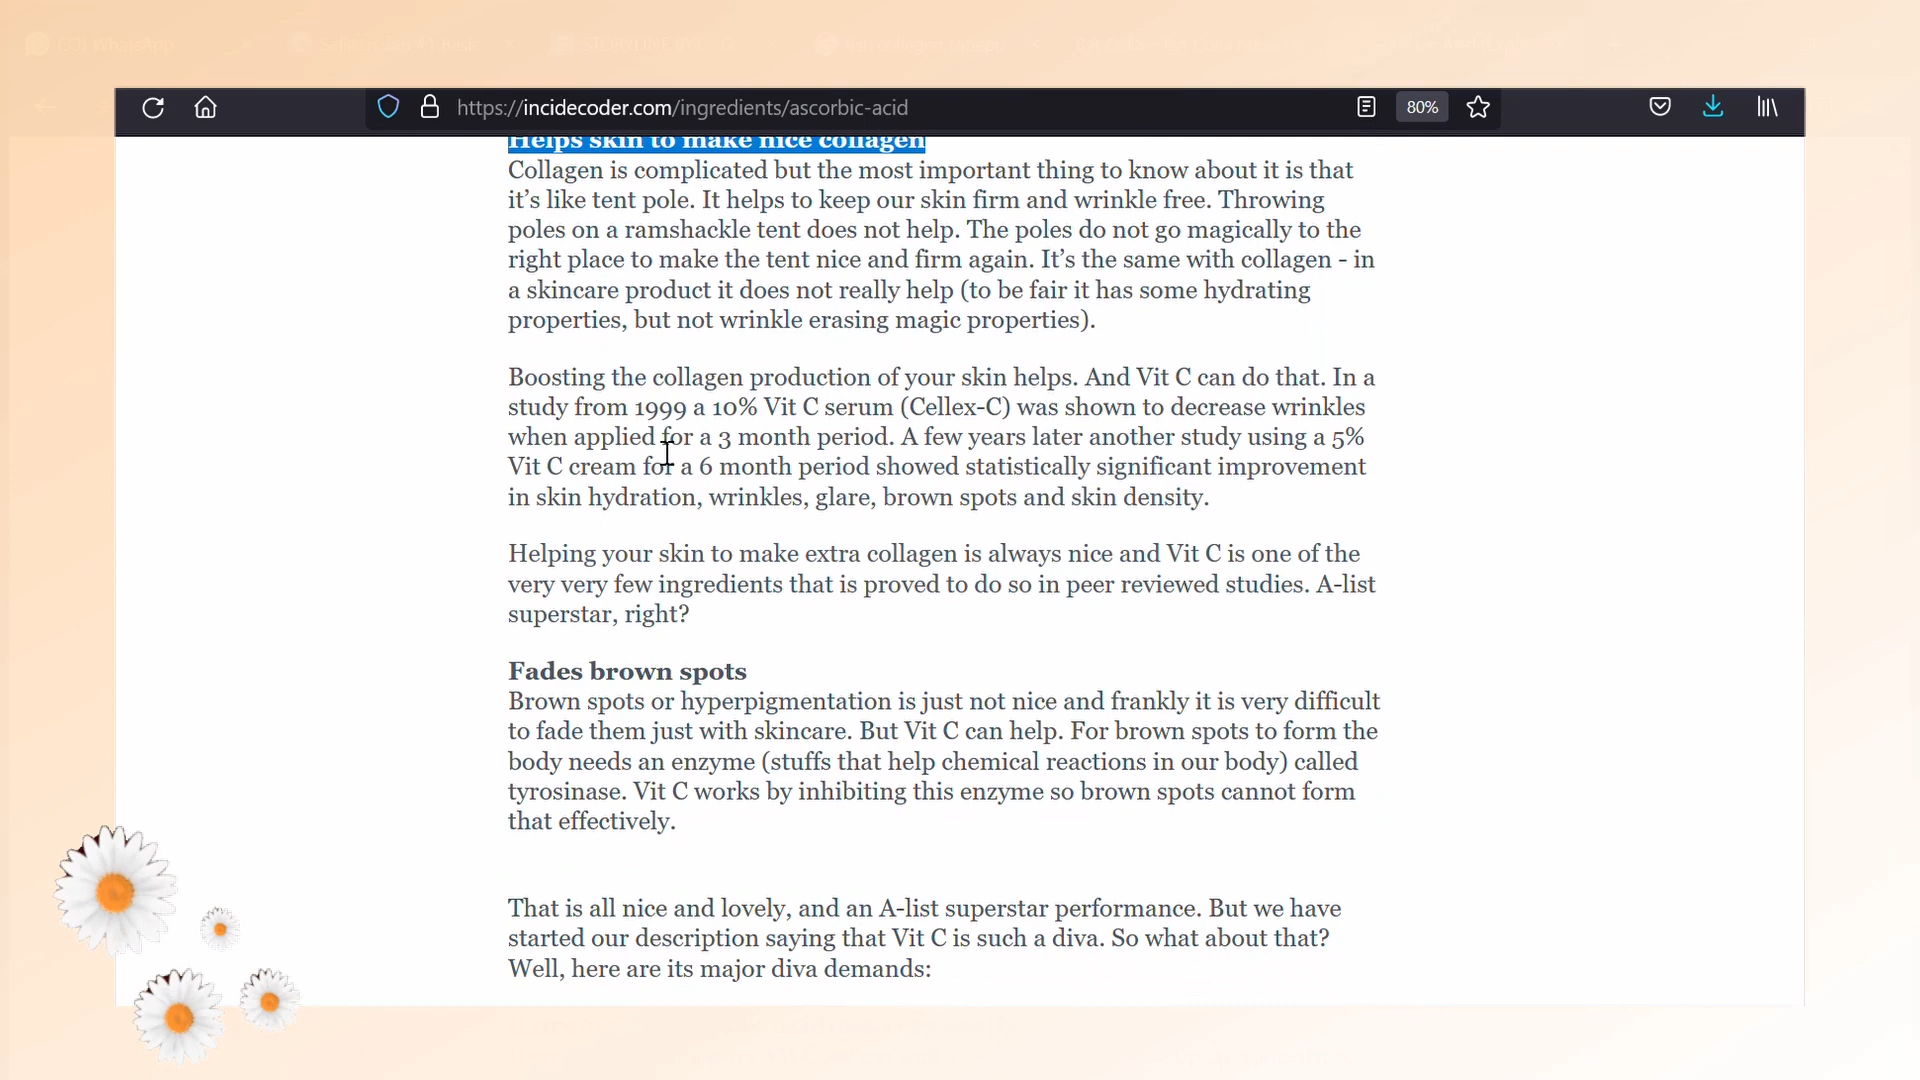 https://incidecoder.com/ingredients/ascorbic-acid
80%
Helps skin to make nice collagen
Collagen is complicated but the most important thing to know about it is that
it’s like tent pole. It helps to keep our skin firm and wrinkle free. Throwing
poles on a ramshackle tent does not help. The poles do not go magically to the
right place to make the tent nice and firm again. It’s the same with collagen - in
a skincare product it does not really help (to be fair it has some hydrating
properties, but not wrinkle erasing magic properties).
Boosting the collagen production of your skin helps. And Vit C can do that. In a
study from 1999 a 10% Vit C serum (Cellex-C) was shown to decrease wrinkles
when applied for a 3 month period. A few years later another study using a 5%
Vit C cream for a 6 month period showed statistically significant improvement
in skin hydration, wrinkles, glare, brown spots and skin density.
Helping your skin to make extra collagen is always nice and Vit C is one of the
very very few ingredients that is proved to do so in peer reviewed studies. A-list
superstar, right?
Fades brown spots
Brown spots or hyperpigmentation is just not nice and frankly it is very difficult
to fade them just with skincare. But Vit C can help. For brown spots to form the
body needs an enzyme (stuffs that help chemical reactions in our body) called
tyrosinase. Vit C works by inhibiting this enzyme so brown spots cannot form
that effectively.
That is all nice and lovely, and an A-list superstar performance. But we have
started our description saying that Vit C is such a diva. So what about that?
Well, here are its major diva demands: